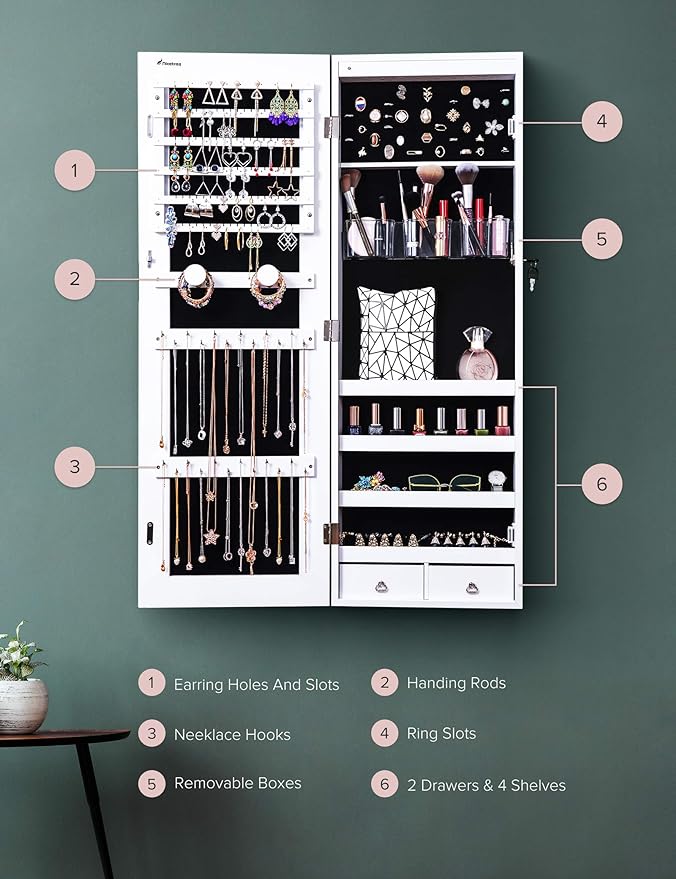 1
2
3
4
5
6
1 Earring Holes And Slots
2 Handing Rods
3 Neeklace Hooks
4 Ring Slots
5 Removable Boxes
6 2 Drawers & 4 Shelves